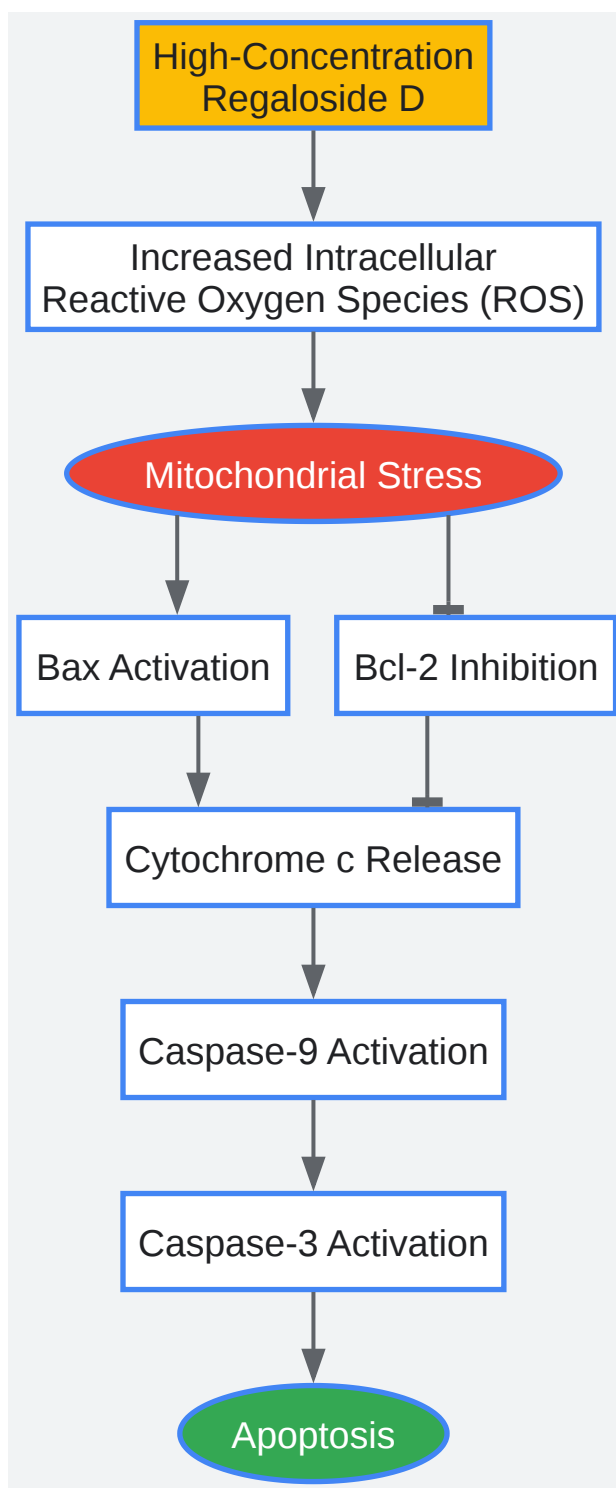 High-Concentration
Regaloside D
Increased Intracellular
Reactive Oxygen Species (ROS)
Mitochondrial Stress
Bax Activation
Bcl-2 Inhibition
Cytochrome c Release
Caspase-9 Activation
Caspase-3 Activation
Apoptosis